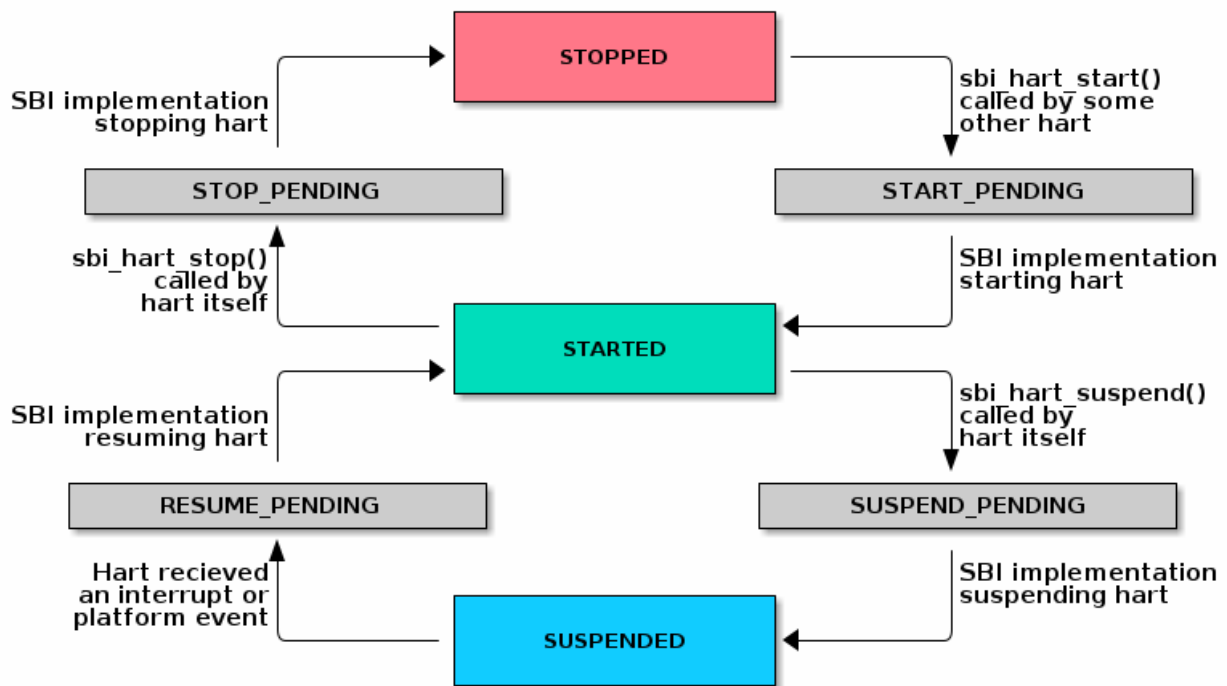 STOPPED
SBI implementation
stopping hart
sbi_hart_start()
called by some
other hart
STOP_PENDING
START_PENDING
sbi_hart_stop()
called by
hart itself
SBI implementation
starting hart
STARTED
SBI implementation
resuming hart
sbi_hart_suspend()
called by
hart itself
RESUME_PENDING
SUSPEND_PENDING
Hart recieved
an interrupt or
platform event
SBI implementation
suspending hart
SUSPENDED